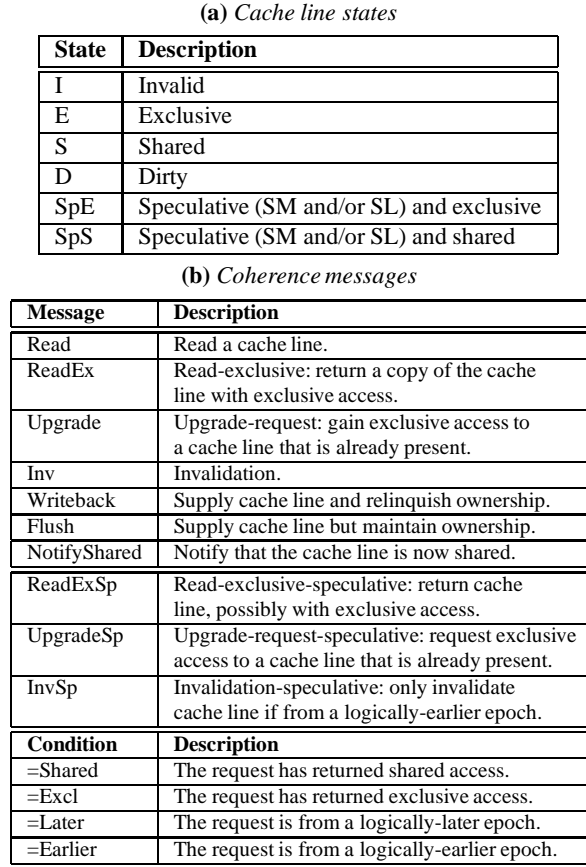 (a) Cache line states
State Description
I Invalid
E Exclusive
S Shared
D Dirty
SpE Speculative (SM and/or SL) and exclusive
SpS Speculative (SM and/or SL) and shared
(b) Coherence messages
Message Description
Read Read a cache line.
ReadEx Read-exclusive: return a copy of the cache
line with exclusive access.
Upgrade Upgrade-request: gain exclusive access to
a cache line that is already present.
Inv Invalidation.
Writeback Supply cache line and relinquish ownership.
Flush Supply cache line but maintain ownership.
NotifyShared Notify that the cache line is now shared.
ReadExSp Read-exclusive-speculative: return cache
line, possibly with exclusive access.
UpgradeSp Upgrade-request-speculative: request exclusive
access to a cache line that is already present.
InvSp Invalidation-speculative: only invalidate
cache line if from a logically-earlier epoch.
Condition Description
=Shared The request has returned shared access.
=Excl The request has returned exclusive access.
=Later The request is from a logically-later epoch.
=Earlier The request is from a logically-earlier epoch.